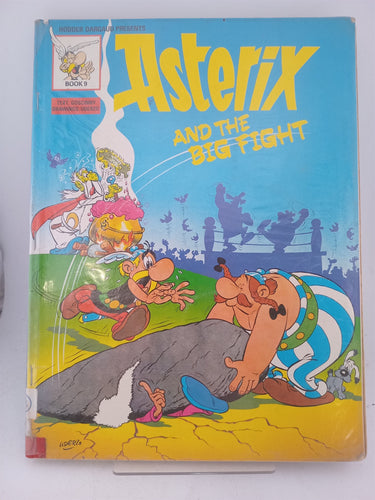 HODDER DARGAUD PRESENTS
Asterix
BOOK 9
TEXT: GOSCINNY
DRAWINGS: UDERZO
AND THE
BIG FIGHT
UDERZO